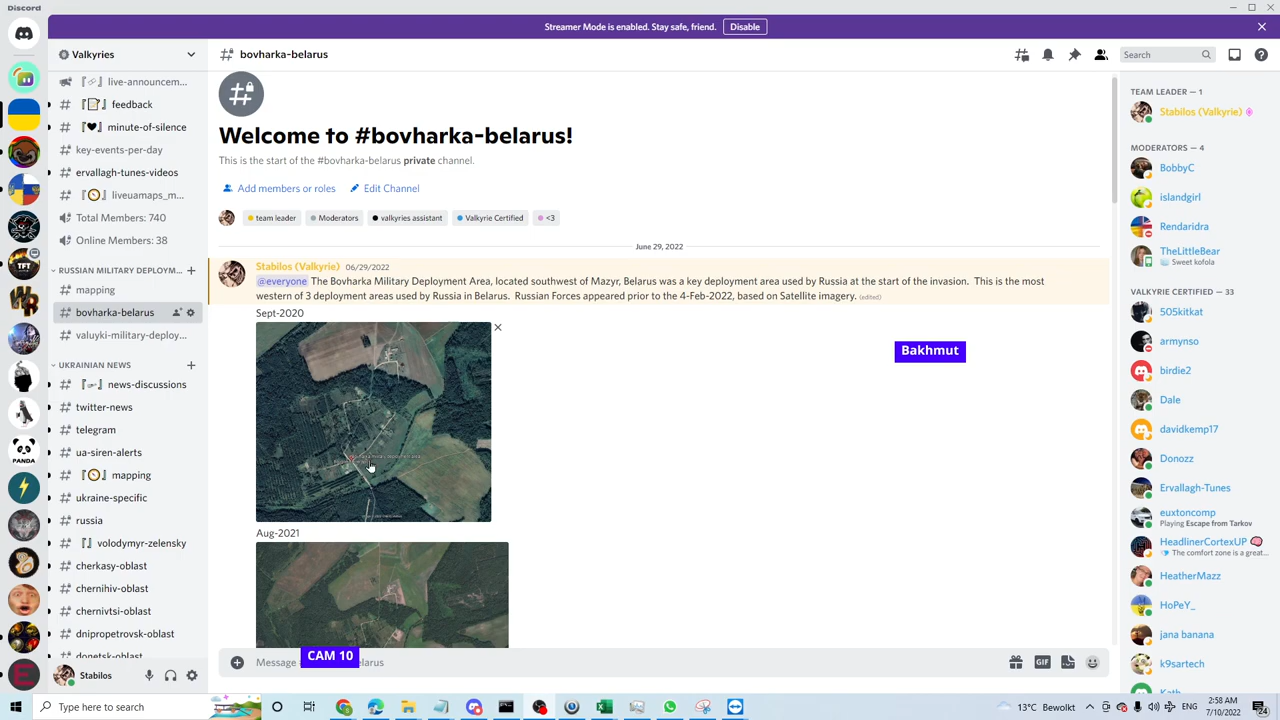 Discord
Streamer Mode is enabled. Stay safe, friend.
Disable
Valkyries
bovharka-belarus
Search
live-announcem...
feedback
minute-of-silence
key-events-per-day
ervallagh-tunes-videos
liveuamaps_m...
Total Members: 740
Online Members: 38
RUSSIAN MILITARY DEPLOYM...
mapping
bovharka-belarus
valuyki-military-deploy...
UKRAINIAN NEWS
news-discussions
twitter-news
telegram
ua-siren-alerts
mapping
ukraine-specific
russia
volodymyr-zelensky
cherkasy-oblast
chernihiv-oblast
chernivtsi-oblast
dnipropetrovsk-oblast
donetsk-oblast
Stabilos
Welcome to #bovharka-belarus!
This is the start of the #bovharka-belarus private channel.
Add members or roles
Edit Channel
team leader
Moderators
valkyries assistant
Valkyrie Certified
<3
June 29, 2022
Stabilos (Valkyrie) 06/29/2022
@everyone The Bovharka Military Deployment Area, located southwest of Mazyr, Belarus was a key deployment area used by Russia at the start of the invasion. This is the most
western of 3 deployment areas used by Russia in Belarus. Russian Forces appeared prior to the 4-Feb-2022, based on Satellite imagery. (edited)
Sept-2020
Bakhmut
Aug-2021
CAM 10
Message
elarus
GIF
TEAM LEADER — 1
Stabilos (Valkyrie)
MODERATORS — 4
BobbyC
islandgirl
Rendaridra
TheLittleBear
Sweet kofola
VALKYRIE CERTIFIED — 33
505kitkat
armynso
birdie2
Dale
davidkemp17
Donozz
Ervallagh-Tunes
euxtoncomp
Playing Escape from Tarkov
HeadlinerCortexUP
The comfort zone is a great...
HeatherMazz
HoPeY_
jana banana
k9sartech
Kath
TFT
PANDA
Type here to search
13°C Bewolkt
ENG
2:58 AM
7/10/2022
24